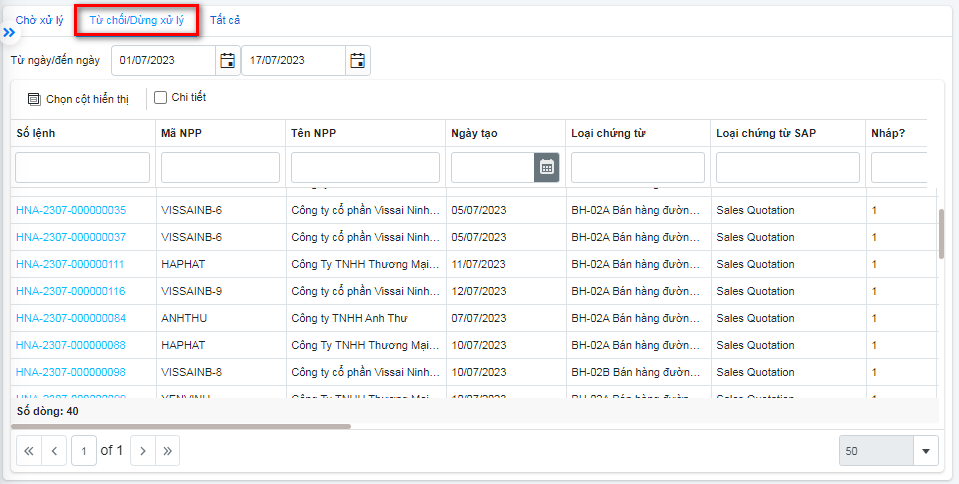 Chờ xử lý Từ chối/Dừng xử lý Tất cả
Từ ngày/đến ngày 01/07/2023 17/07/2023
Chọn cột hiển thị Chi tiết
Số lệnh Mã NPP Tên NPP Ngày tạo Loại chứng từ Loại chứng từ SAP Nháp?
HNA-2307-000000035 VISSAINB-6 Công ty cổ phần Vissai Ninh... 05/07/2023 BH-02A Bán hàng đườn... Sales Quotation 1
HNA-2307-000000037 VISSAINB-6 Công ty cổ phần Vissai Ninh... 05/07/2023 BH-02A Bán hàng đườn... Sales Quotation 1
HNA-2307-000000111 HAPHAT Công Ty TNHH Thương Mại... 11/07/2023 BH-02A Bán hàng đườn... Sales Quotation 1
HNA-2307-000000116 VISSAINB-9 Công ty cổ phần Vissai Ninh... 12/07/2023 BH-02A Bán hàng đườn... Sales Quotation 1
HNA-2307-000000084 ANHTHU Công ty TNHH Anh Thư 07/07/2023 BH-02A Bán hàng đườn... Sales Quotation 1
HNA-2307-000000088 HAPHAT Công Ty TNHH Thương Mại... 10/07/2023 BH-02A Bán hàng đườn... Sales Quotation 1
HNA-2307-000000098 VISSAINB-8 Công ty cổ phần Vissai Ninh... 10/07/2023 BH-02B Bán hàng đườn... Sales Quotation 1
Số dòng: 40
1 of 1 50